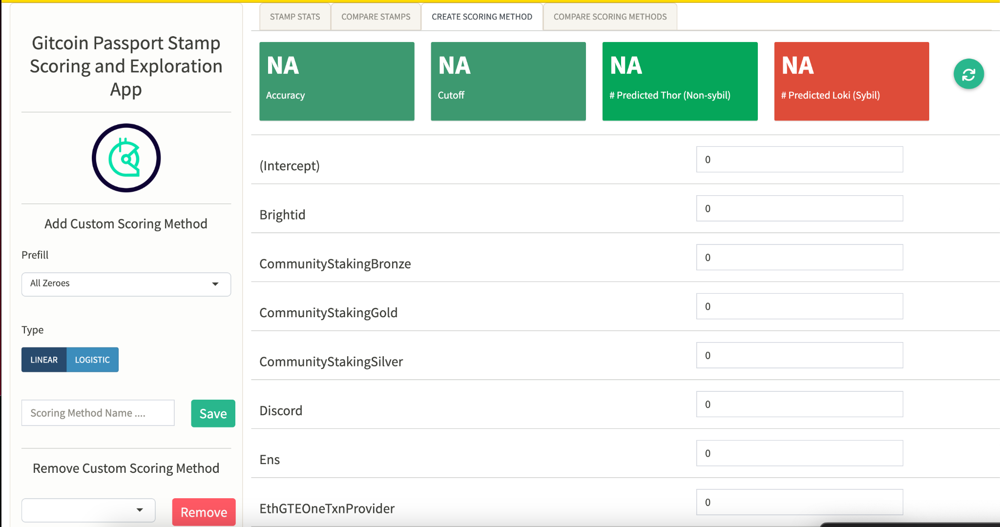 Gitcoin Passport Stamp
Scoring and Exploration
App
Add Custom Scoring Method
Prefill
All Zeroes
Type
LINEAR LOGISTIC
Scoring Method Name ....
Save
Remove Custom Scoring Method
Remove
STAMP STATS
COMPARE STAMPS
CREATE SCORING METHOD
COMPARE SCORING METHODS
NA
Accuracy
NA
Cutoff
NA
# Predicted Thor (Non-sybil)
NA
# Predicted Loki (Sybil)
(Intercept) 0
Brightid 0
CommunityStakingBronze 0
CommunityStakingGold 0
CommunityStakingSilver 0
Discord 0
Ens 0
EthGTEOneTxnProvider 0